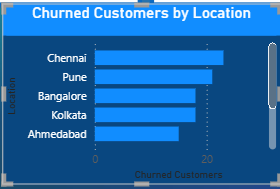 Churned Customers by Location
Location
Chennai
Pune
Bangalore
Kolkata
Ahmedabad
0
20
Churned Customers